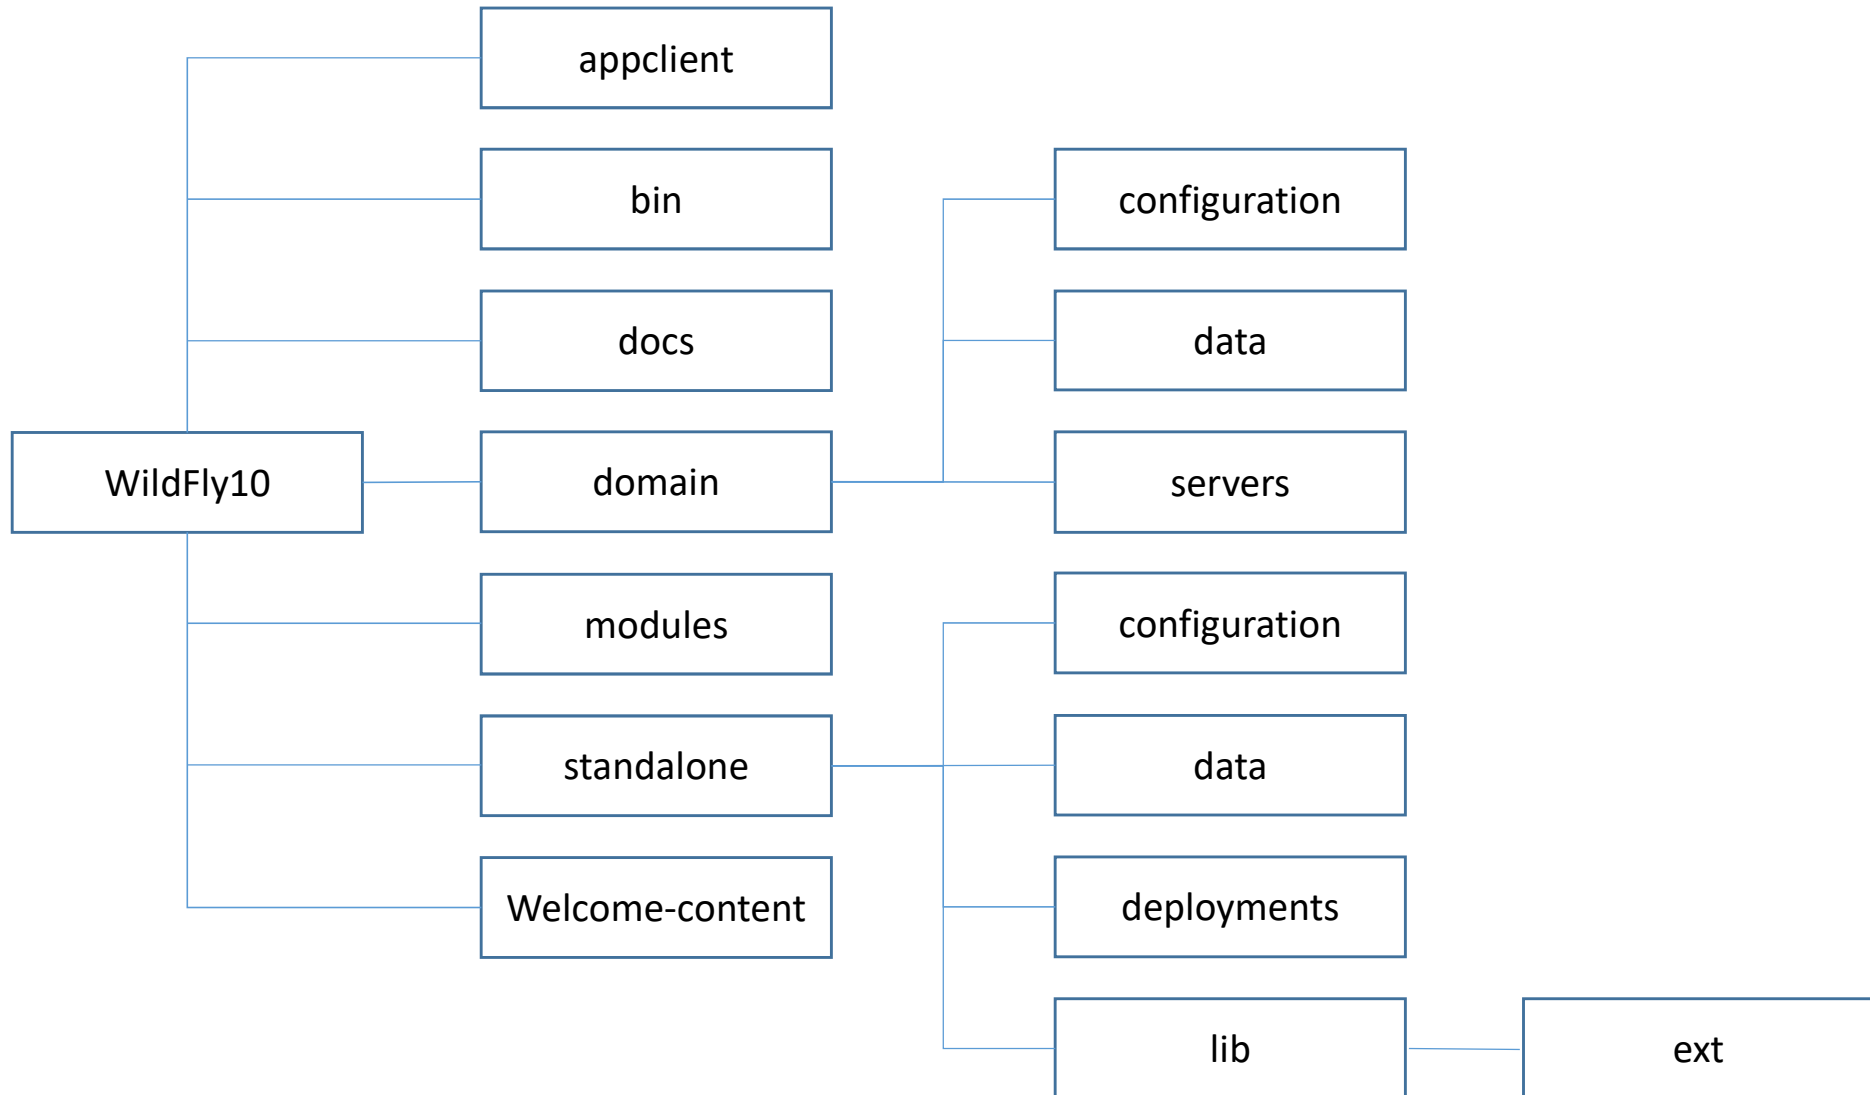 appclient
bin
configuration
docs
data
WildFly10
domain
servers
modules
configuration
standalone
data
Welcome-content
deployments
lib
ext